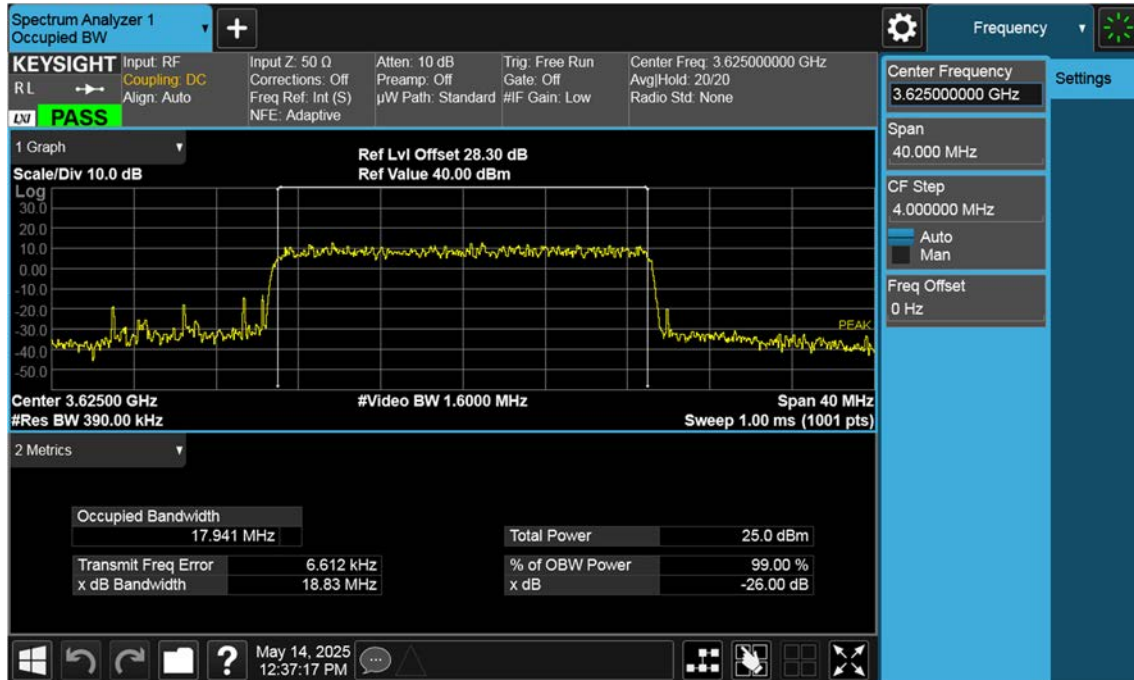 Spectrum Analyzer 1
Occupied BW
Frequency
KEYSIGHT
R L
LXI PASS
Input: RF
Coupling: DC
Align: Auto
Input Z: 50 Ω
Corrections: Off
Freq Ref: Int (S)
NFE: Adaptive
Atten: 10 dB
Preamp: Off
µW Path: Standard
Trig: Free Run
Gate: Off
#IF Gain: Low
Center Freq: 3.625000000 GHz
Avg|Hold: 20/20
Radio Std: None
Center Frequency
3.625000000 GHz
Settings
Span
40.000 MHz
CF Step
4.000000 MHz
Auto
Man
Freq Offset
0 Hz
1 Graph
Scale/Div 10.0 dB
Ref Lvl Offset 28.30 dB
Ref Value 40.00 dBm
Log
30.0
20.0
10.0
0.00
-10.0
-20.0
-30.0
-40.0
-50.0
PEAK
Center 3.62500 GHz
#Video BW 1.6000 MHz
Span 40 MHz
#Res BW 390.00 kHz
Sweep 1.00 ms (1001 pts)
2 Metrics
Occupied Bandwidth
17.941 MHz
Total Power 25.0 dBm
Transmit Freq Error 6.612 kHz
% of OBW Power 99.00 %
x dB Bandwidth 18.83 MHz
x dB -26.00 dB
?
May 14, 2025
12:37:17 PM